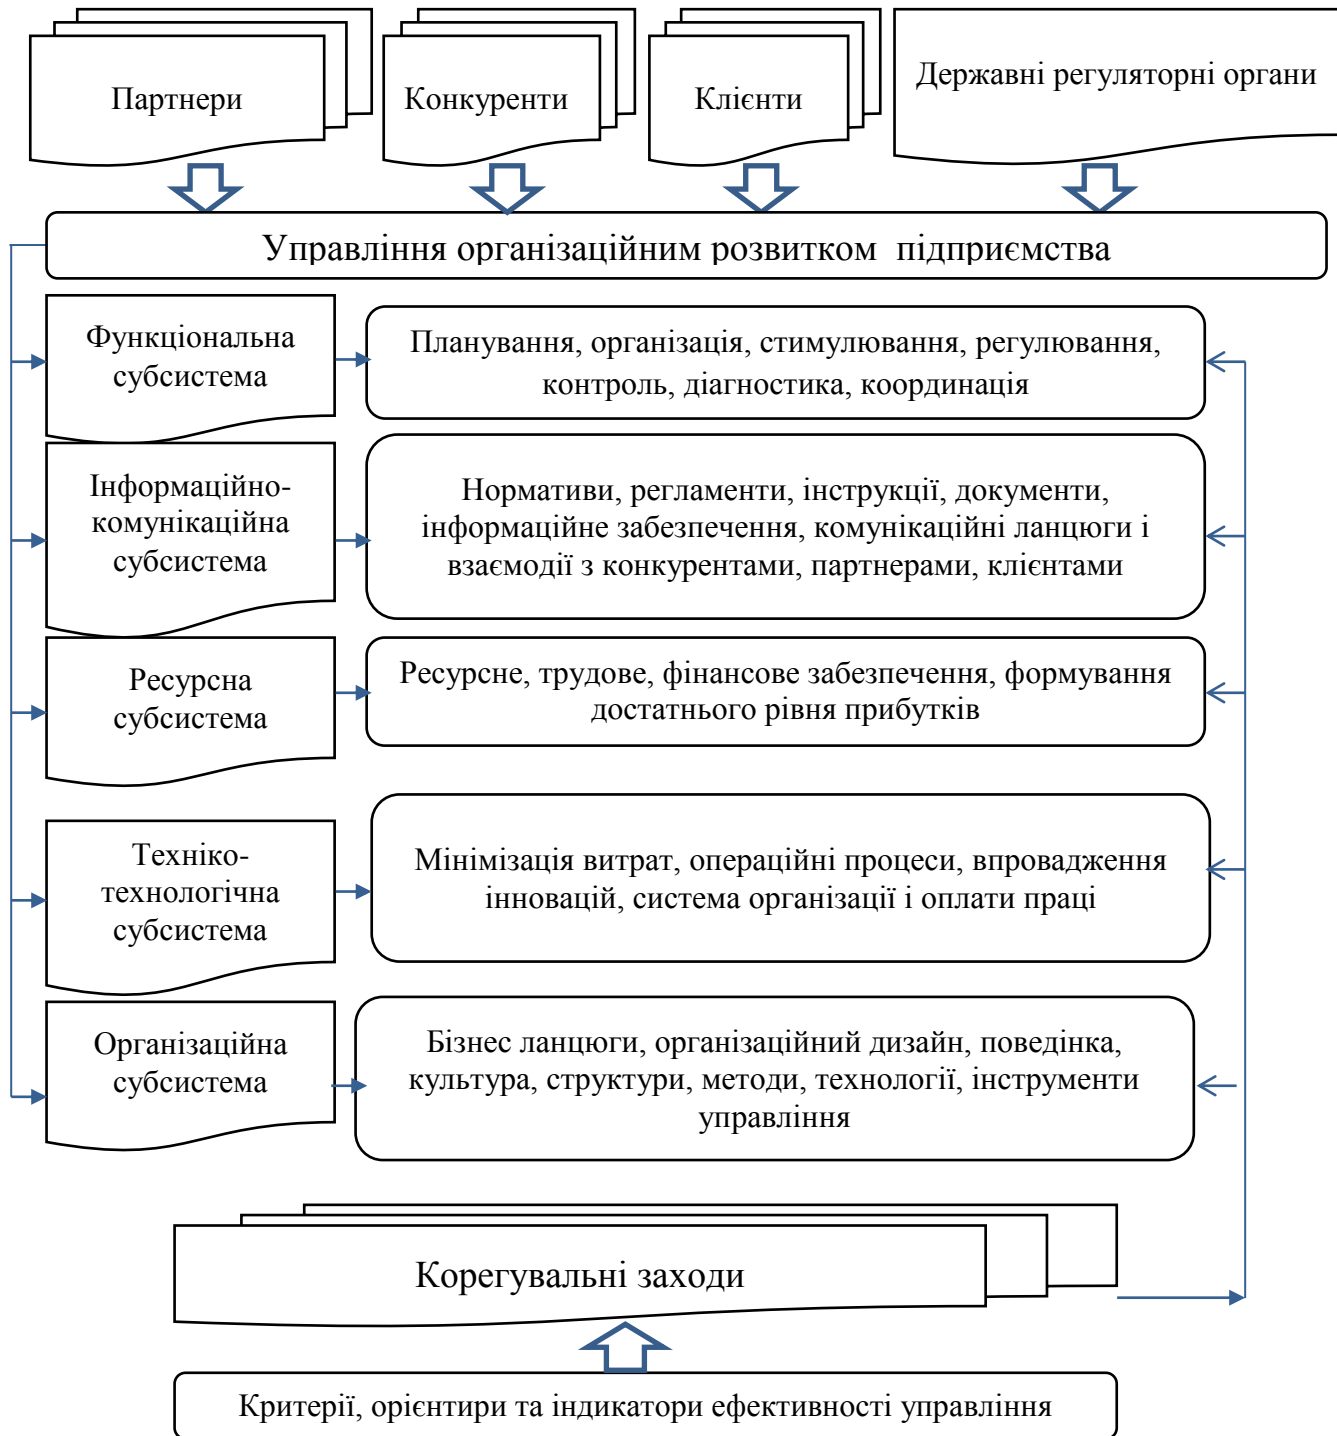 Партнери
Конкуренти
Клієнти
Державні регуляторні органи
Управління організаційним розвитком підприємства
Функціональна
субсистема
Планування, організація, стимулювання, регулювання,
контроль, діагностика, координація
Інформаційно-
комунікаційна
субсистема
Нормативи, регламенти, інструкції, документи,
інформаційне забезпечення, комунікаційні ланцюги і
взаємодії з конкурентами, партнерами, клієнтами
Ресурсна
субсистема
Ресурсне, трудове, фінансове забезпечення, формування
достатнього рівня прибутків
Техніко-
технологічна
субсистема
Мінімізація витрат, операційні процеси, впровадження
інновацій, система організації і оплати праці
Організаційна
субсистема
Бізнес ланцюги, організаційний дизайн, поведінка,
культура, структури, методи, технології, інструменти
управління
Корегувальні заходи
Критерії, орієнтири та індикатори ефективності управління